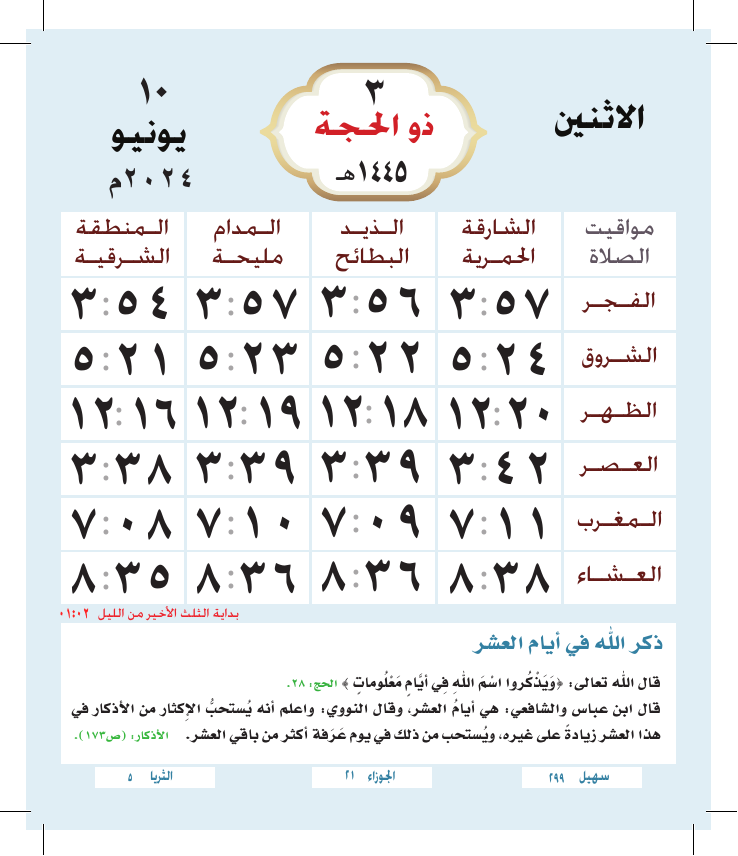 الاثنين
٣
ذو الحجة
١٤٤٥هـ
١٠
يونيو
٢٠٢٤م
مواقيت الصلاة | الشارقة الحمرية | الذيد البطائح | المدام مليحة | المنطقة الشرقية
الفجر ٣:٥٧ ٣:٥٦ ٣:٥٧ ٣:٥٤
الشروق ٥:٢٤ ٥:٢٢ ٥:٢٣ ٥:٢١
الظهر ١٢:٢٠ ١٢:١٨ ١٢:١٩ ١٢:١٦
العصر ٣:٤٢ ٣:٣٩ ٣:٣٩ ٣:٣٨
المغرب ٧:١١ ٧:٠٩ ٧:١٠ ٧:٠٨
العشاء ٨:٣٨ ٨:٣٦ ٨:٣٦ ٨:٣٥
بداية الثلث الأخير من الليل ٠١:٠٢
ذكر الله في أيام العشر
قال الله تعالى: ﴿وَيَذْكُروا اسْمَ اللهِ فِي أَيَّامٍ مَعْلُوماتٍ﴾ الحج: ٢٨.
قال ابن عباس والشافعي: هي أيامُ العشر، وقال النووي: واعلم أنه يُستحبُّ الإكثار من الأذكار في
هذا العشر زيادةً على غيره، ويُستحب من ذلك في يوم عَرَفة أكثر من باقي العشر. الأذكار: (ص١٧٣).
سهيل ٢٩٩
الجوزاء ٢١
الثريا ٥